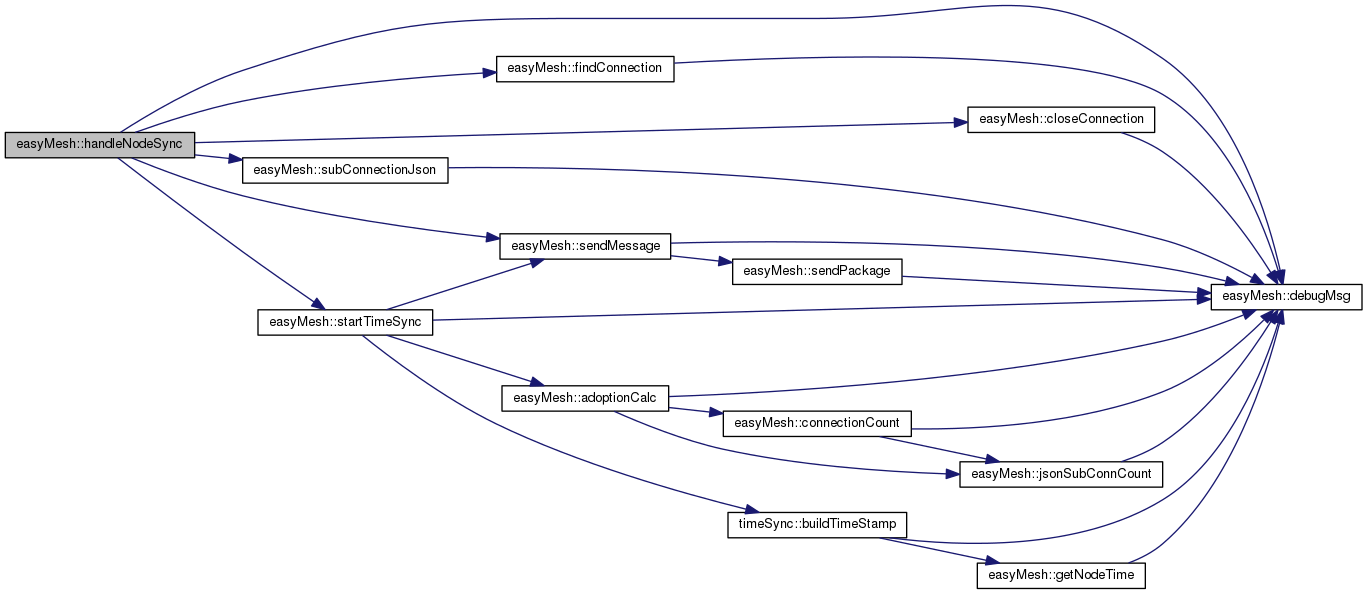 easyMesh::findConnection
easyMesh::closeConnection
easyMesh::handleNodeSync
easyMesh::subConnectionJson
easyMesh::sendMessage
easyMesh::sendPackage
easyMesh::debugMsg
easyMesh::startTimeSync
easyMesh::adoptionCalc
easyMesh::connectionCount
easyMesh::jsonSubConnCount
timeSync::buildTimeStamp
easyMesh::getNodeTime